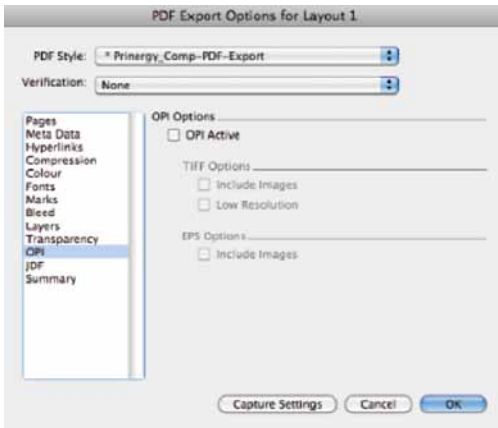 PDF Export Options for Layout 1
PDF Style: * Prinergy_Comp-PDF-Export
Verification: None
Pages
Meta Data
Hyperlinks
Compression
Colour
Fonts
Marks
Bleed
Layers
Transparency
OPI
JDF
Summary
OPI Options
OPI Active
TIFF Options
Include Images
Low Resolution
EPS Options
Include Images
Capture Settings Cancel OK